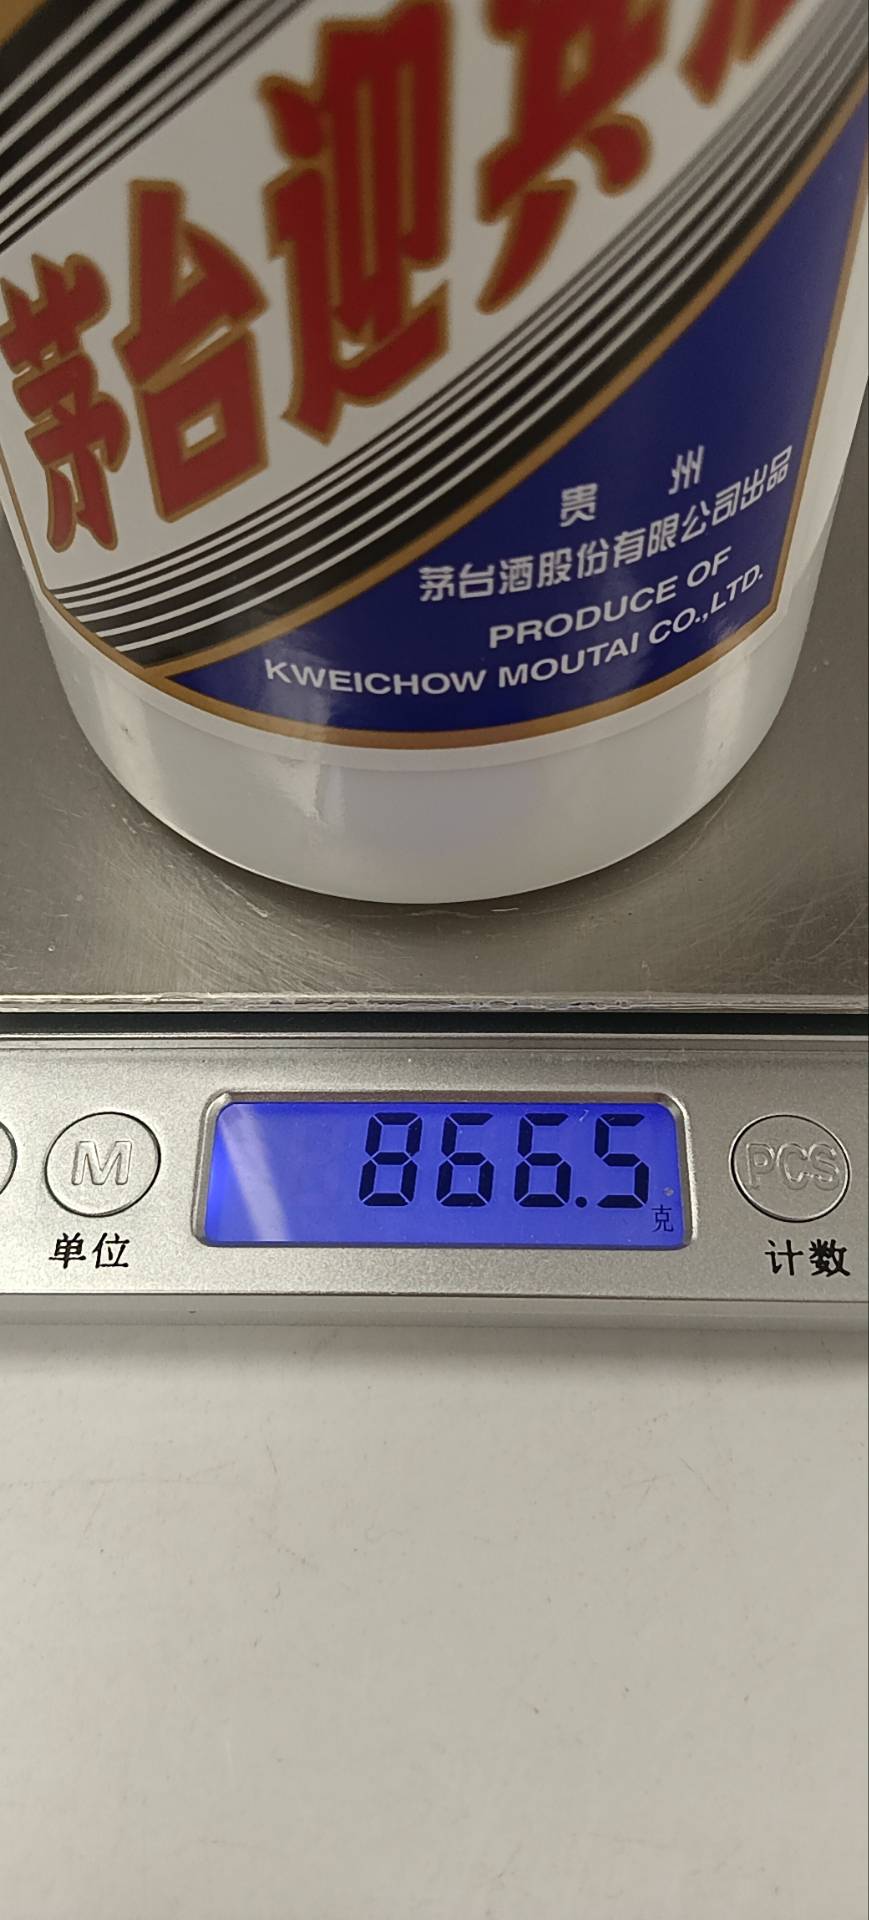 茅台迎宾酒
贵 州
茅台酒股份有限公司出品
PRODUCE OF
KWEICHOW MOUTAI CO.,LTD.
M
866.5
克
PCS
单位
计数